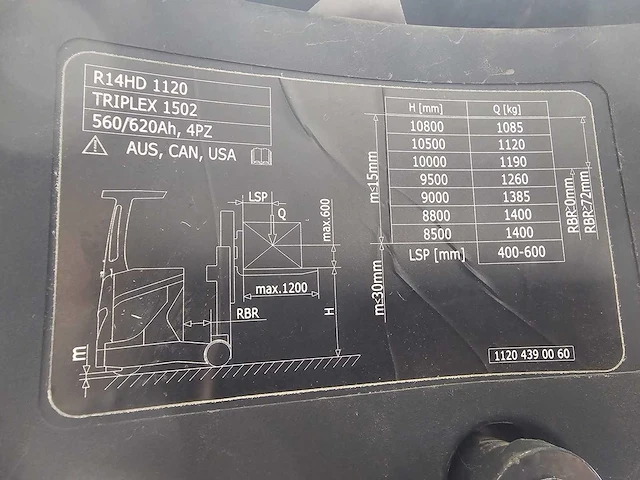 R14HD 1120
TRIPLEX 1502
560/620Ah, 4PZ
AUS, CAN, USA
LSP
Q
max.600
max.1200
H
RBR
m
H [mm] Q [kg]
10800 1085
10500 1120
10000 1190
9500 1260
9000 1385
8800 1400
8500 1400
LSP [mm] 400-600
m≤15mm
m≤30mm
RBR≥0mm
RBR≥72mm
1120 439 00 60